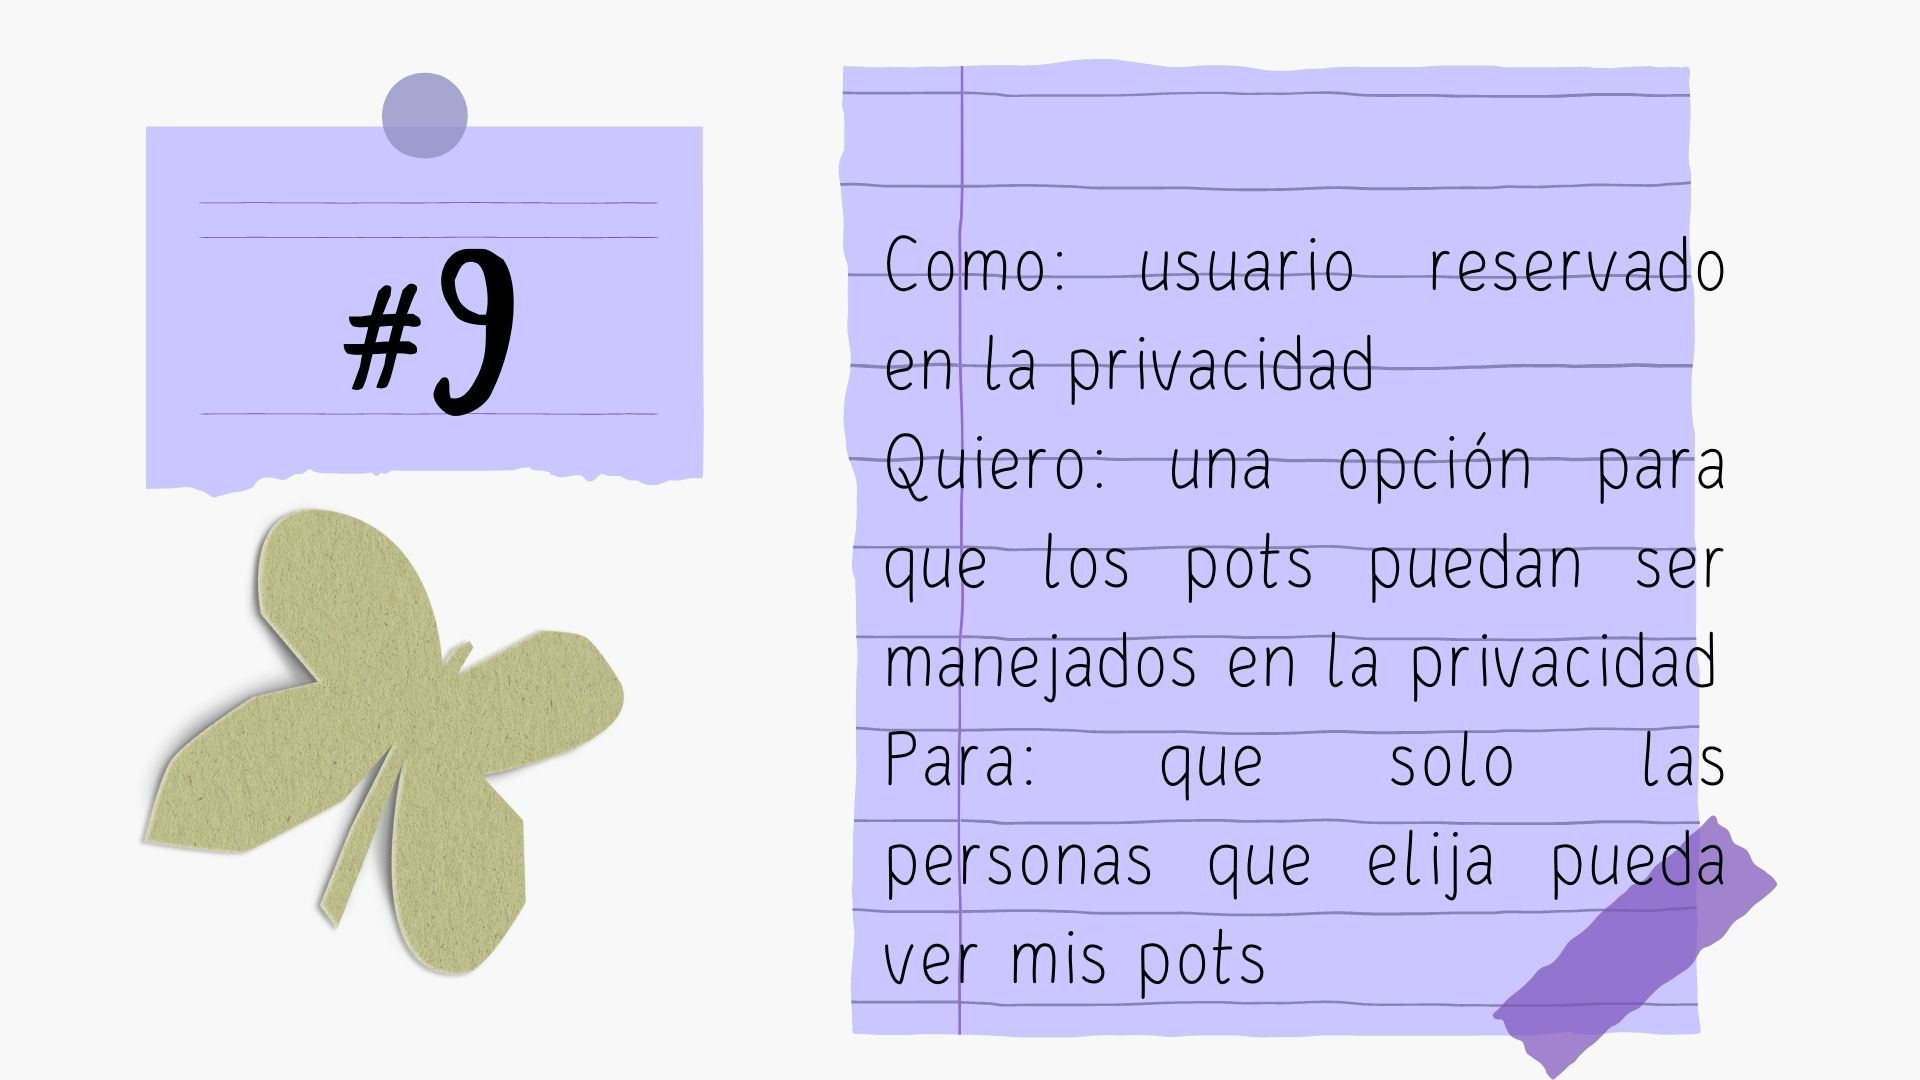 #9
Como: usuario reservado
en la privacidad
Quiero: una opción para
que los pots puedan ser
manejados en la privacidad
Para: que solo las
personas que elija pueda
ver mis pots